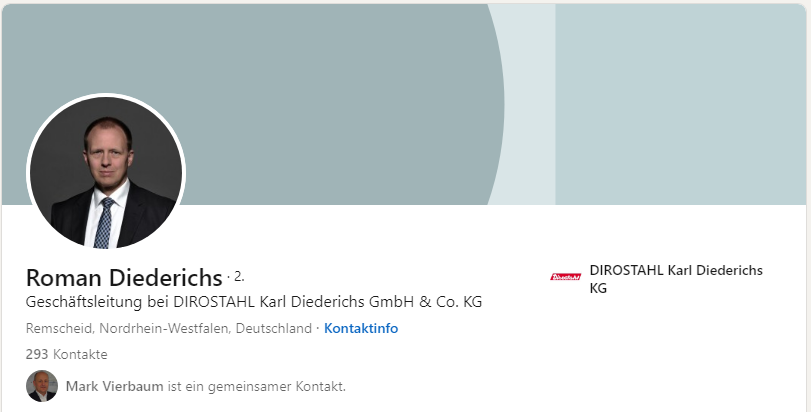 Roman Diederichs · 2.
Geschäftsleitung bei DIROSTAHL Karl Diederichs GmbH & Co. KG
Remscheid, Nordrhein-Westfalen, Deutschland · Kontaktinfo
293 Kontakte
Mark Vierbaum ist ein gemeinsamer Kontakt.
Dirostahl
DIROSTAHL Karl Diederichs
KG